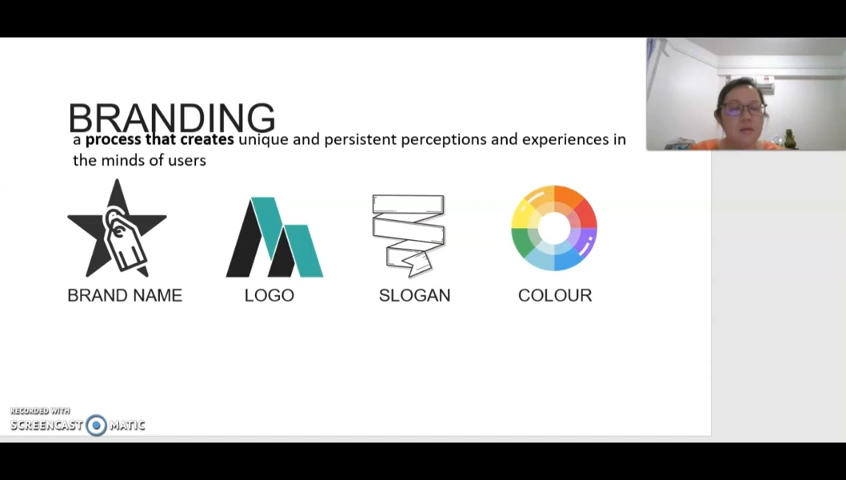 BRANDING
a process that creates unique and persistent perceptions and experiences in
the minds of users
BRAND NAME
LOGO
SLOGAN
COLOUR
RECORDED WITH
SCREENCAST MATIC